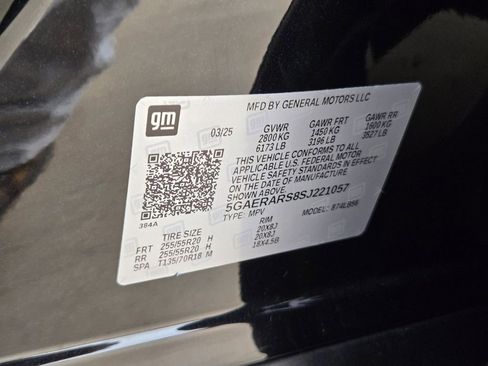 gm
MFD BY GENERAL MOTORS LLC
03/25 GVWR GAWR FRT GAWR RR
2800 KG 1450 KG 1600 KG
6173 LB 3196 LB 3527 LB
THIS VEHICLE CONFORMS TO ALL
APPLICABLE U.S. FEDERAL MOTOR
VEHICLE SAFETY STANDARDS IN EFFECT
ON THE DATE OF MANUFACTURE
SHOWN ABOVE.
5GAERARS8SJ221057
TYPE: MPV MODEL:
384A
TIRE SIZE RIM
FRT 255/55R20 H 20X8J
RR 255/55R20 H 20X8J
SPA T135/70R18 M 18X4.5B